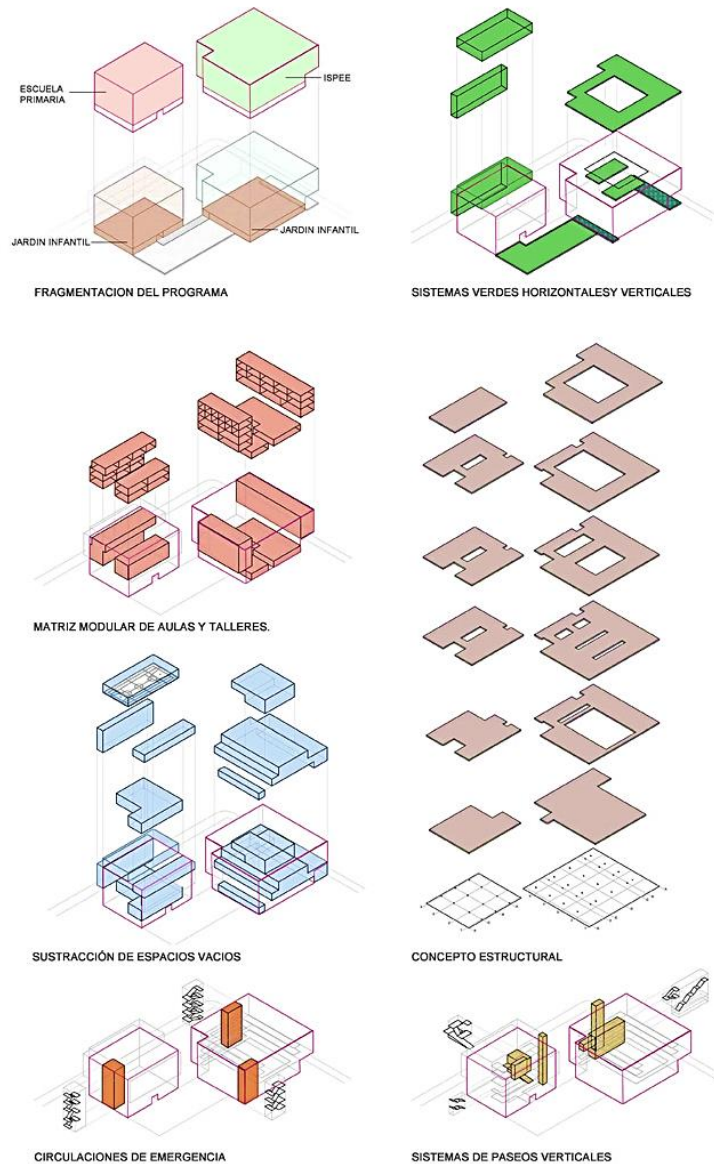 ESCUELA
PRIMARIA
ISPEE
JARDIN INFANTIL
JARDIN INFANTIL
FRAGMENTACION DEL PROGRAMA
SISTEMAS VERDES HORIZONTALESY VERTICALES
MATRIZ MODULAR DE AULAS Y TALLERES.
SUSTRACCIÓN DE ESPACIOS VACIOS
CONCEPTO ESTRUCTURAL
CIRCULACIONES DE EMERGENCIA
SISTEMAS DE PASEOS VERTICALES